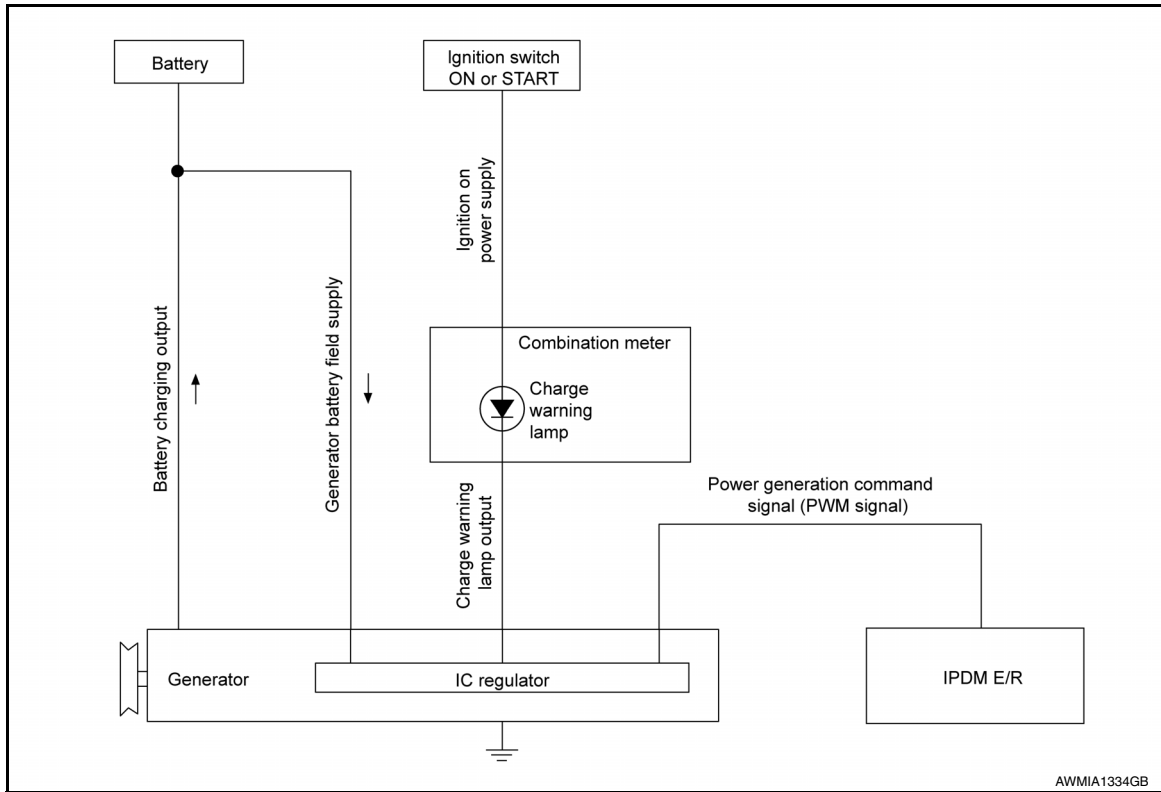 Battery
Ignition switch
ON or START
Ignition on
power supply
Battery charging output
Generator battery field supply
Combination meter
Charge
warning
lamp
Charge warning
lamp output
Power generation command
signal (PWM signal)
Generator
IC regulator
IPDM E/R
AWMIA1334GB